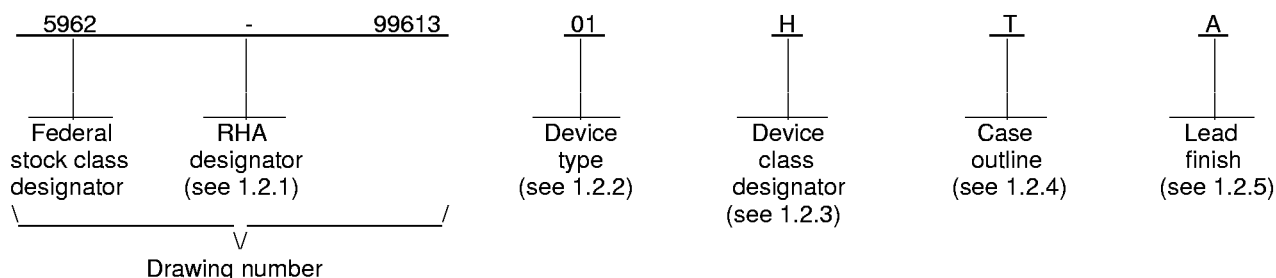 5962 - 99613 01 H T A
Federal RHA Device Device Case Lead
stock class designator type class outline finish
designator (see 1.2.1) (see 1.2.2) designator (see 1.2.4) (see 1.2.5)
(see 1.2.3)
Drawing number